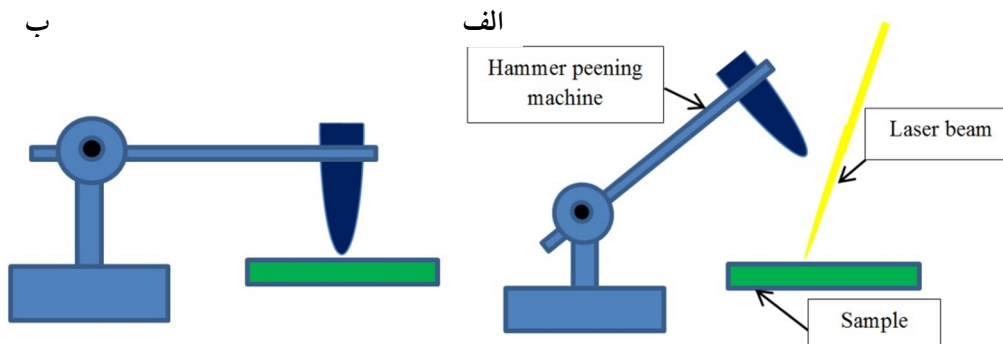 ب
الف
Hammer peening
machine
Laser beam
Sample